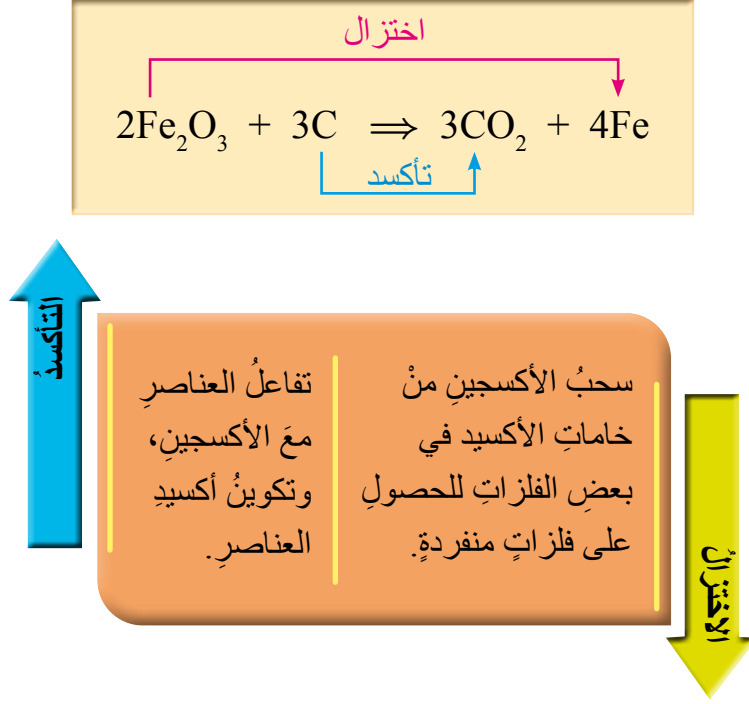 اختزال
2Fe₂O₃ + 3C ⇒ 3CO₂ + 4Fe
تأكسد
الاختزالُ
سحبُ الأكسجينِ منْ
خاماتِ الأكسيد في
بعضِ الفلزاتِ للحصولِ
على فلزاتٍ منفردةٍ.
التأكسدُ
تفاعلُ العناصرِ
معَ الأكسجينِ،
وتكوينُ أكسيدِ
العناصرِ.